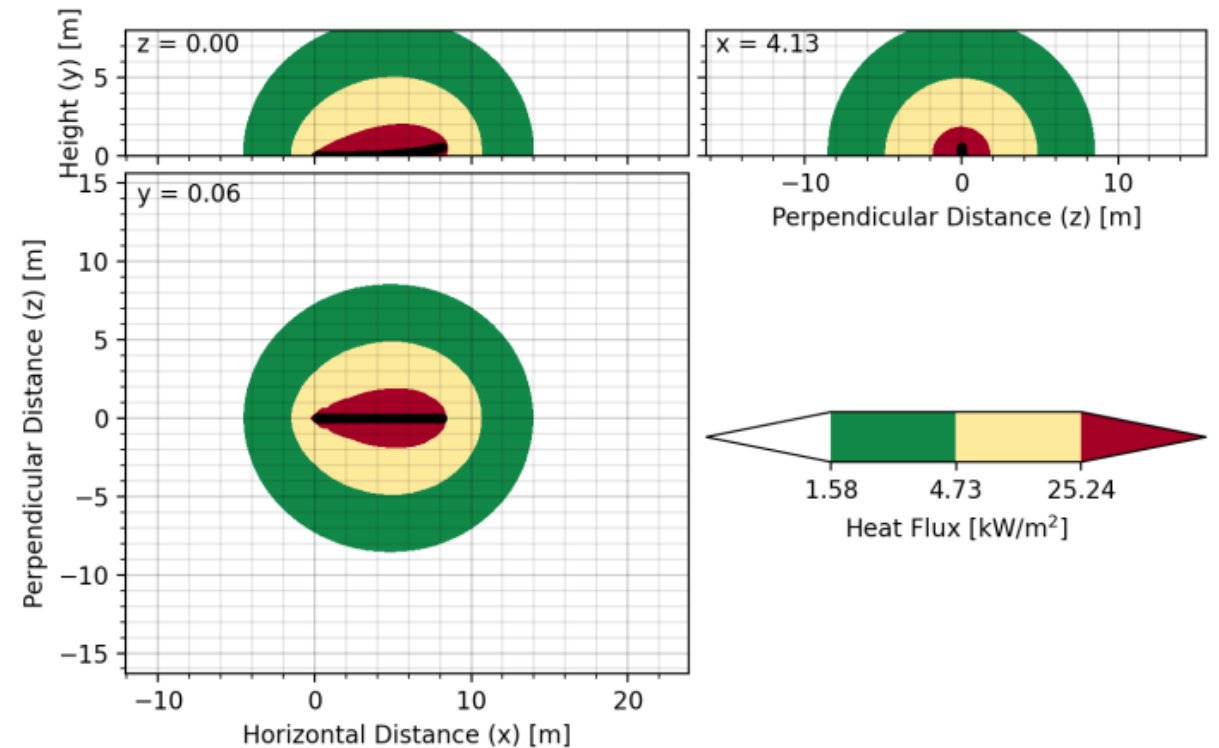 Height (y) [m]
5
0
z = 0.00
x = 4.13
−10
0
10
Perpendicular Distance (z) [m]
Perpendicular Distance (z) [m]
15
10
5
0
−5
−10
−15
y = 0.06
−10
0
10
20
Horizontal Distance (x) [m]
1.58
4.73
25.24
Heat Flux [kW/m²]